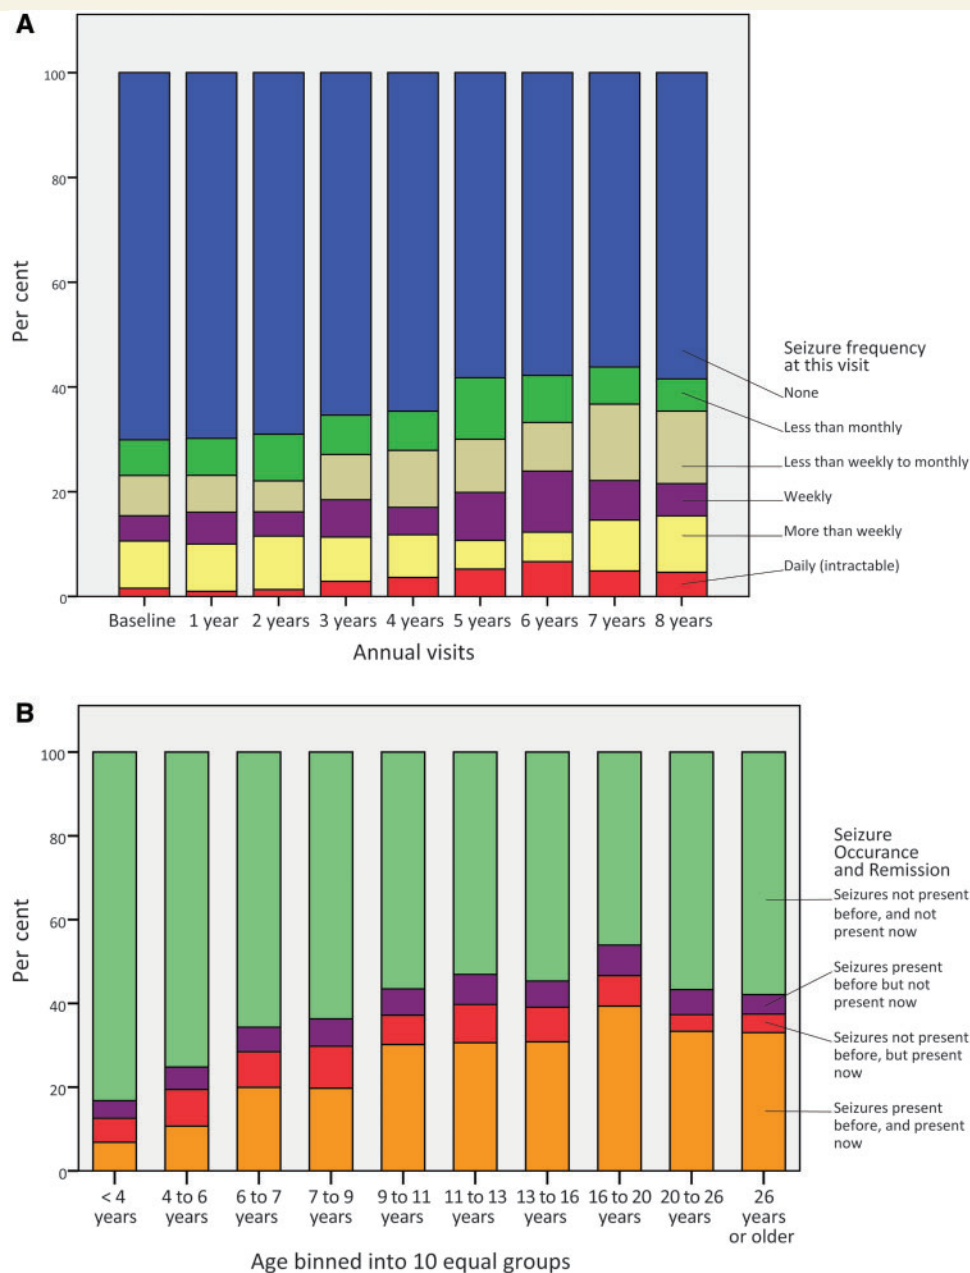 A
100
80
60
40
20
0
Per cent
Baseline 1 year 2 years 3 years 4 years 5 years 6 years 7 years 8 years
Annual visits
Seizure frequency
at this visit
None
Less than monthly
Less than weekly to monthly
Weekly
More than weekly
Daily (intractable)
B
100
80
60
40
20
0
Per cent
< 4 4 to 6 6 to 7 7 to 9 9 to 11 11 to 13 13 to 16 16 to 20 20 to 26 26
years years years years years years years years years years
or older
Age binned into 10 equal groups
Seizure
Occurance
and Remission
Seizures not present
before, and not
present now
Seizures present
before but not
present now
Seizures not present
before, but present
now
Seizures present
before, and present
now